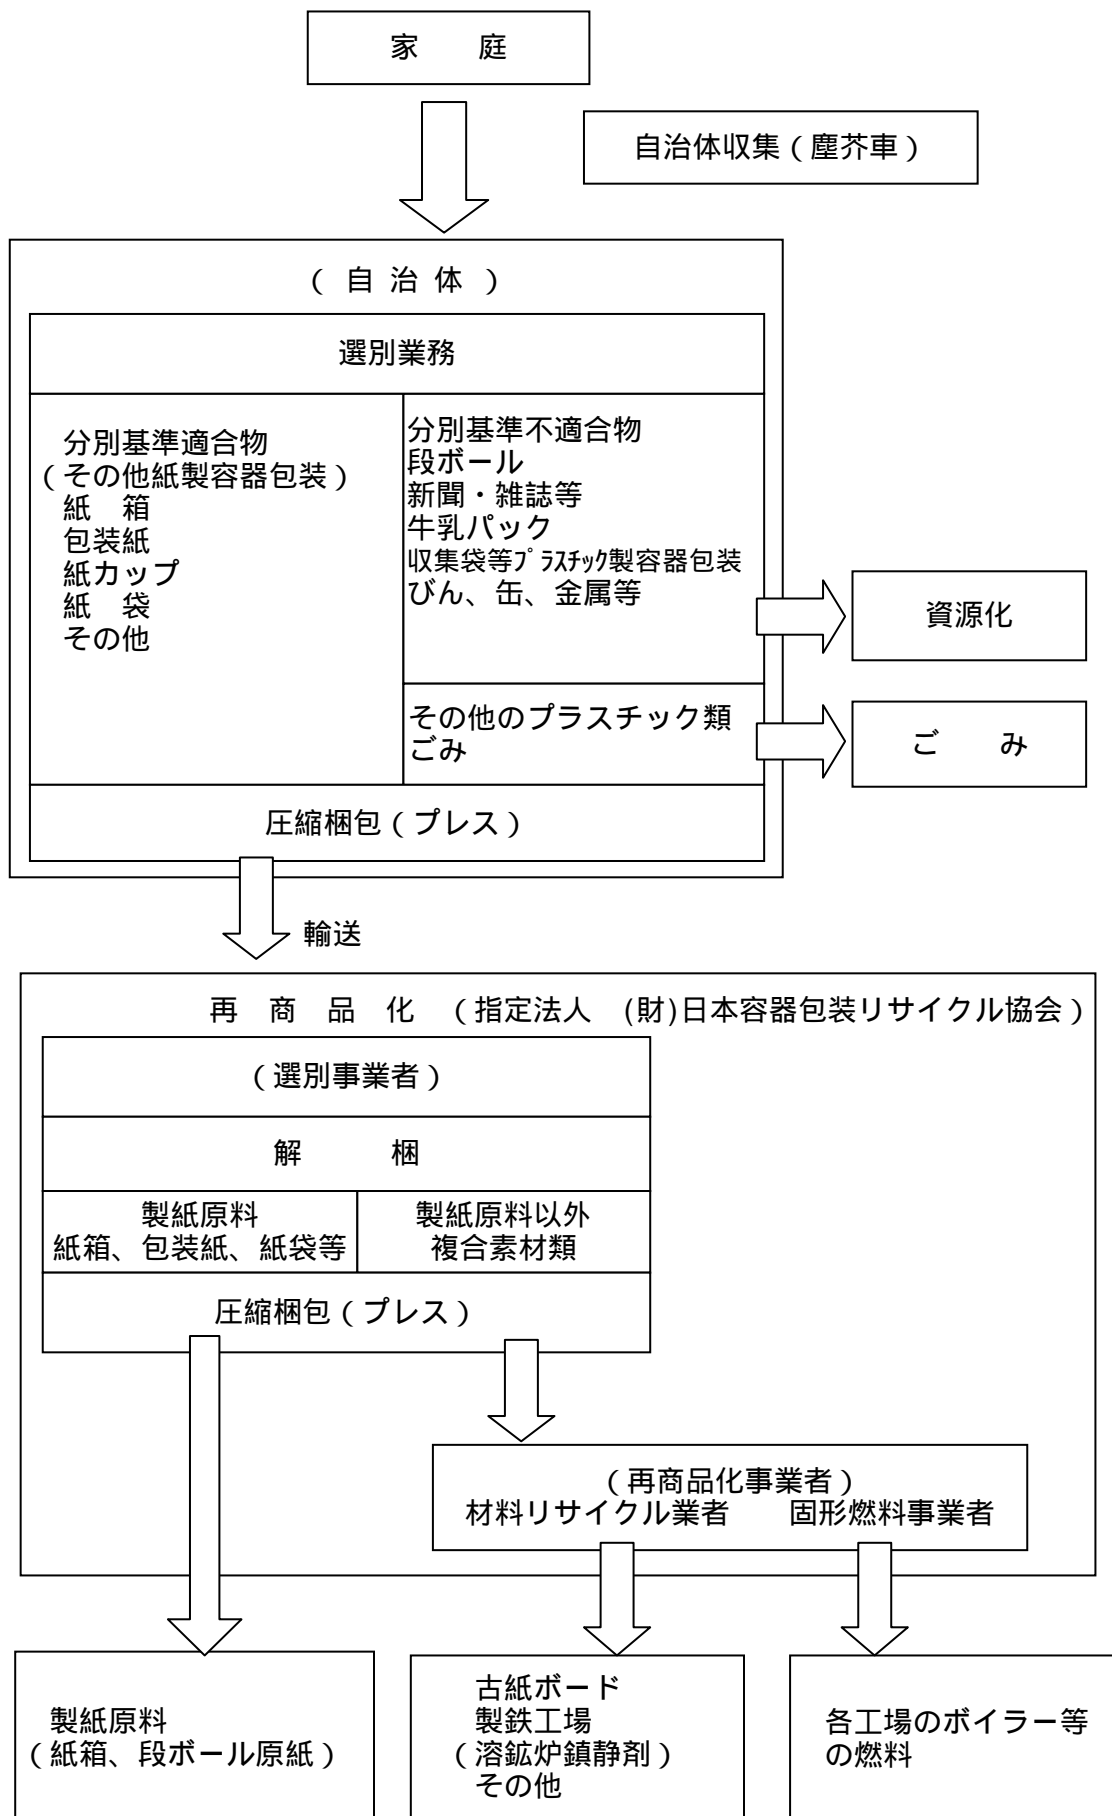 家　　庭
自治体収集（塵芥車）
（ 自 治 体 ）
選別業務
分別基準適合物
（その他紙製容器包装）
紙　箱
包装紙
紙カップ
紙　袋
その他
分別基準不適合物
段ボール
新聞・雑誌等
牛乳パック
収集袋等ﾌﾟﾗｽﾁｯｸ製容器包装
びん、缶、金属等
資源化
その他のプラスチック類
ごみ
ご　　み
圧縮梱包（プレス）
輸送
再　商　品　化　（指定法人　(財)日本容器包装リサイクル協会）
（選別事業者）
解　　　梱
製紙原料
紙箱、包装紙、紙袋等
製紙原料以外
複合素材類
圧縮梱包（プレス）
（再商品化事業者）
材料リサイクル業者　　固形燃料事業者
製紙原料
（紙箱、段ボール原紙）
古紙ボード
製鉄工場
（溶鉱炉鎮静剤）
その他
各工場のボイラー等
の燃料